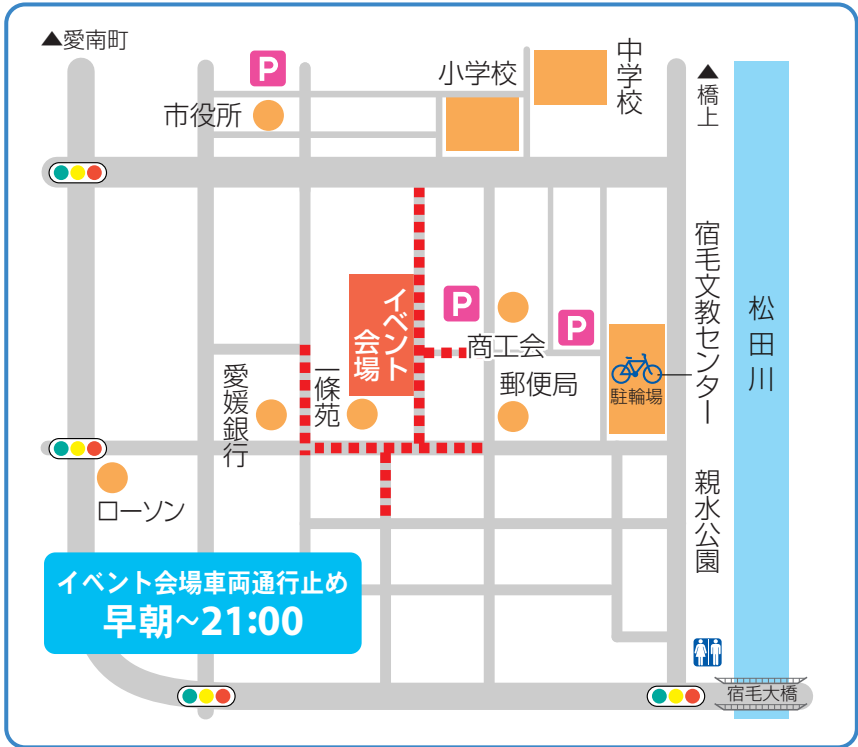 ▲愛南町
P
市役所
小学校
中学校
▲橋上
イベント
会場
P
商工会
P
宿毛文教センター
松田川
愛媛銀行
一條苑
郵便局
駐輪場
ローソン
親水公園
イベント会場車両通行止め
早朝~21:00
宿毛大橋